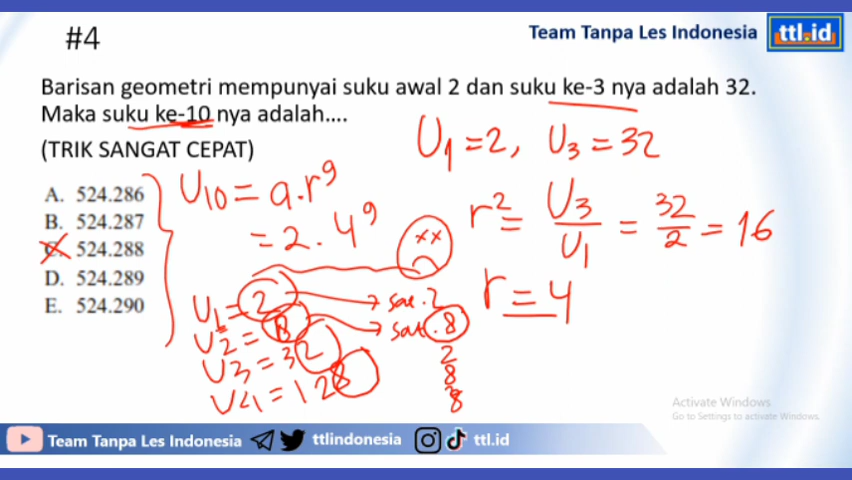 #4
Team Tanpa Les Indonesia
ttl.id
Barisan geometri mempunyai suku awal 2 dan suku ke-3 nya adalah 32.
Maka suku ke-10 nya adalah....
(TRIK SANGAT CEPAT)
U₁ = 2, U₃ = 32
A. 524.286
B. 524.287
C. 524.288
D. 524.289
E. 524.290
U₁₀ = a.r⁹
= 2.4⁹
xx
r² = U₃/U₁ = 32/2 = 16
r = 4
U₁ = 2 → sat.2
U₂ = 8 → sat.8
U₃ = 32
U₄ = 128
2
8
2
8
Activate Windows
Go to Settings to activate Windows.
Team Tanpa Les Indonesia
ttlindonesia
ttl.id